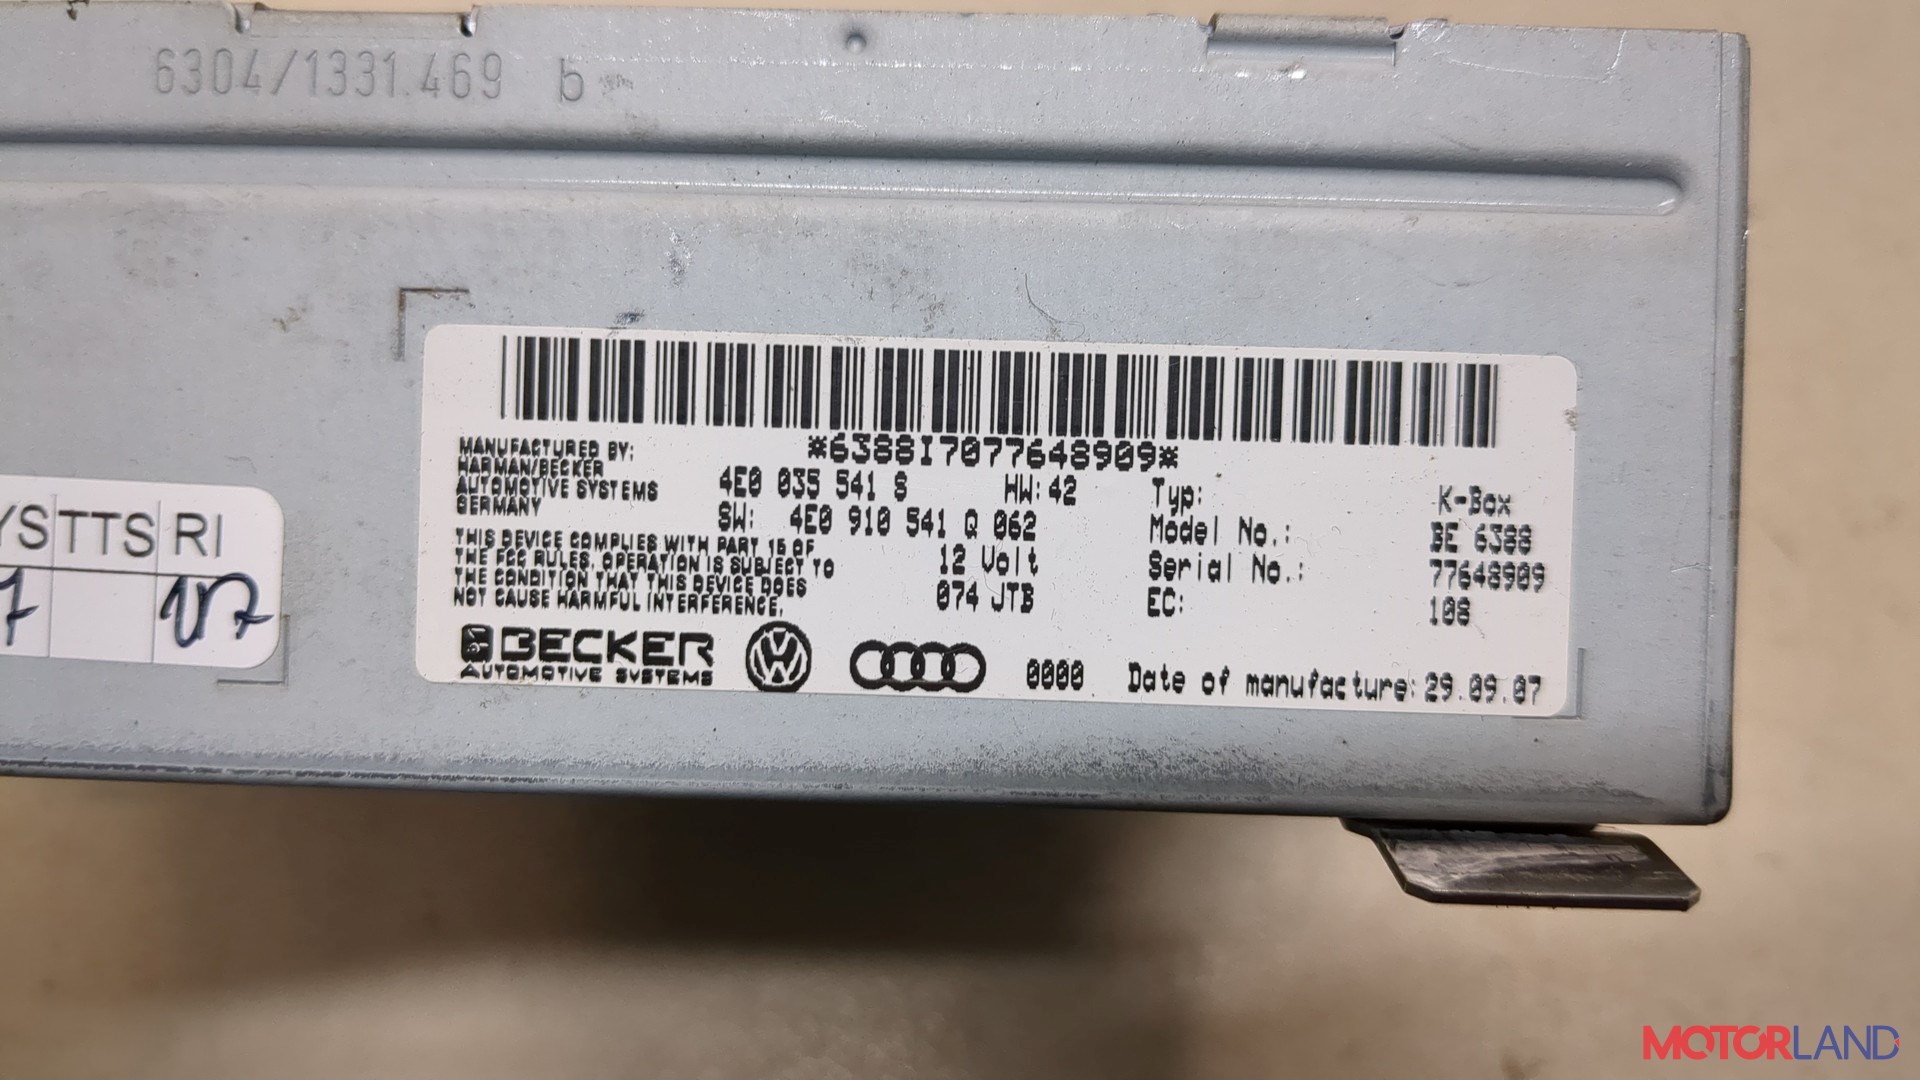 6304/1331.469 b
*6388I7077648909*
MANUFACTURED BY:
HARMAN/BECKER
AUTOMOTIVE SYSTEMS
GERMANY
4E0 035 541 S HW: 42
SW: 4E0 910 541 Q 062
12 Volt
074 JTB
Typ: K-Box
Model No.: BE 6388
Serial No.: 77648909
EC: 108
THIS DEVICE COMPLIES WITH PART 15 OF
THE FCC RULES. OPERATION IS SUBJECT TO
THE CONDITION THAT THIS DEVICE DOES
NOT CAUSE HARMFUL INTERFERENCE.
BECKER
AUTOMOTIVE SYSTEMS
0000 Date of manufacture: 29.09.07
YS TTS RI
7
MOTORLAND